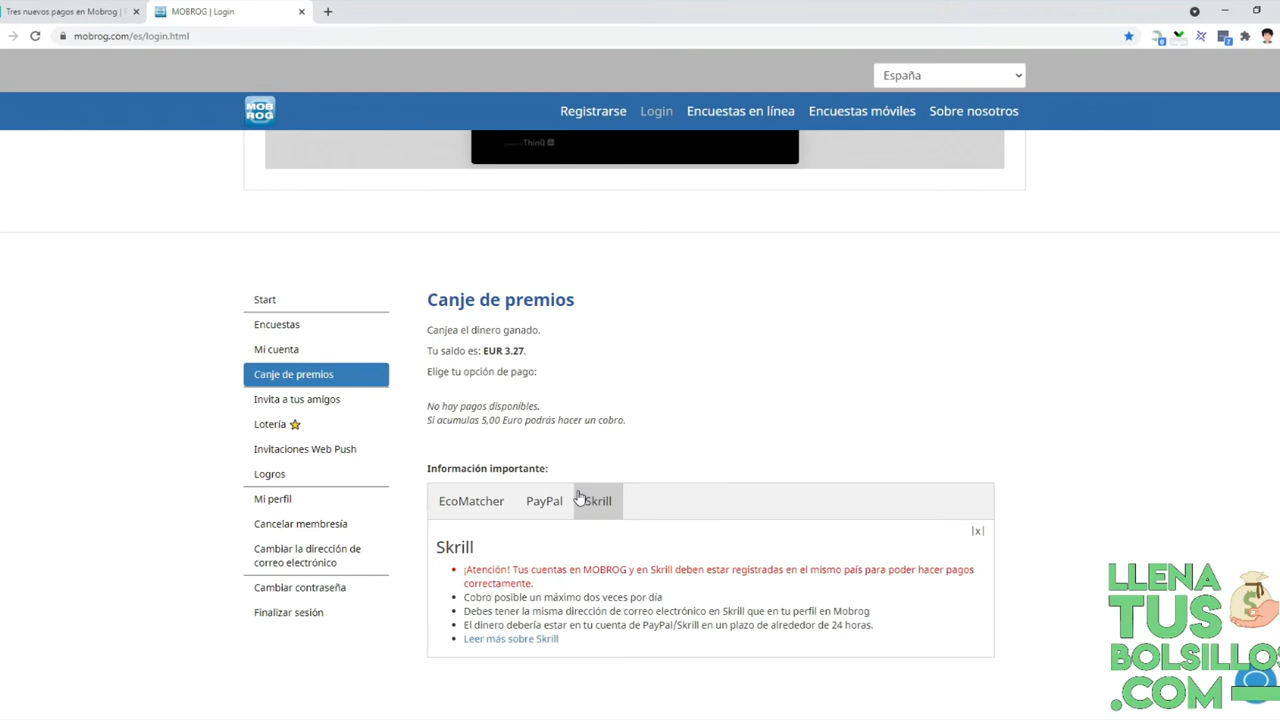 Tres nuevos pagos en Mobrog |
MOBROG | Login
mobrog.com/es/login.html
España
MOB
ROG
Registrarse Login Encuestas en línea Encuestas móviles Sobre nosotros
ThinQ
Start
Encuestas
Mi cuenta
Canje de premios
Invita a tus amigos
Lotería
Invitaciones Web Push
Logros
Mi perfil
Cancelar membresía
Cambiar la dirección de
correo electrónico
Cambiar contraseña
Finalizar sesión
Canje de premios
Canjea el dinero ganado.
Tu saldo es: EUR 3.27.
Elige tu opción de pago:
No hay pagos disponibles.
Si acumulas 5,00 Euro podrás hacer un cobro.
Información importante:
EcoMatcher PayPal Skrill
|x|
Skrill
¡Atención! Tus cuentas en MOBROG y en Skrill deben estar registradas en el mismo país para poder hacer pagos
correctamente.
Cobro posible un máximo dos veces por día
Debes tener la misma dirección de correo electrónico en Skrill que en tu perfil en Mobrog
El dinero debería estar en tu cuenta de PayPal/Skrill en un plazo de alrededor de 24 horas.
Leer más sobre Skrill
LLENA
TUS
BOLSILLOS
.COM